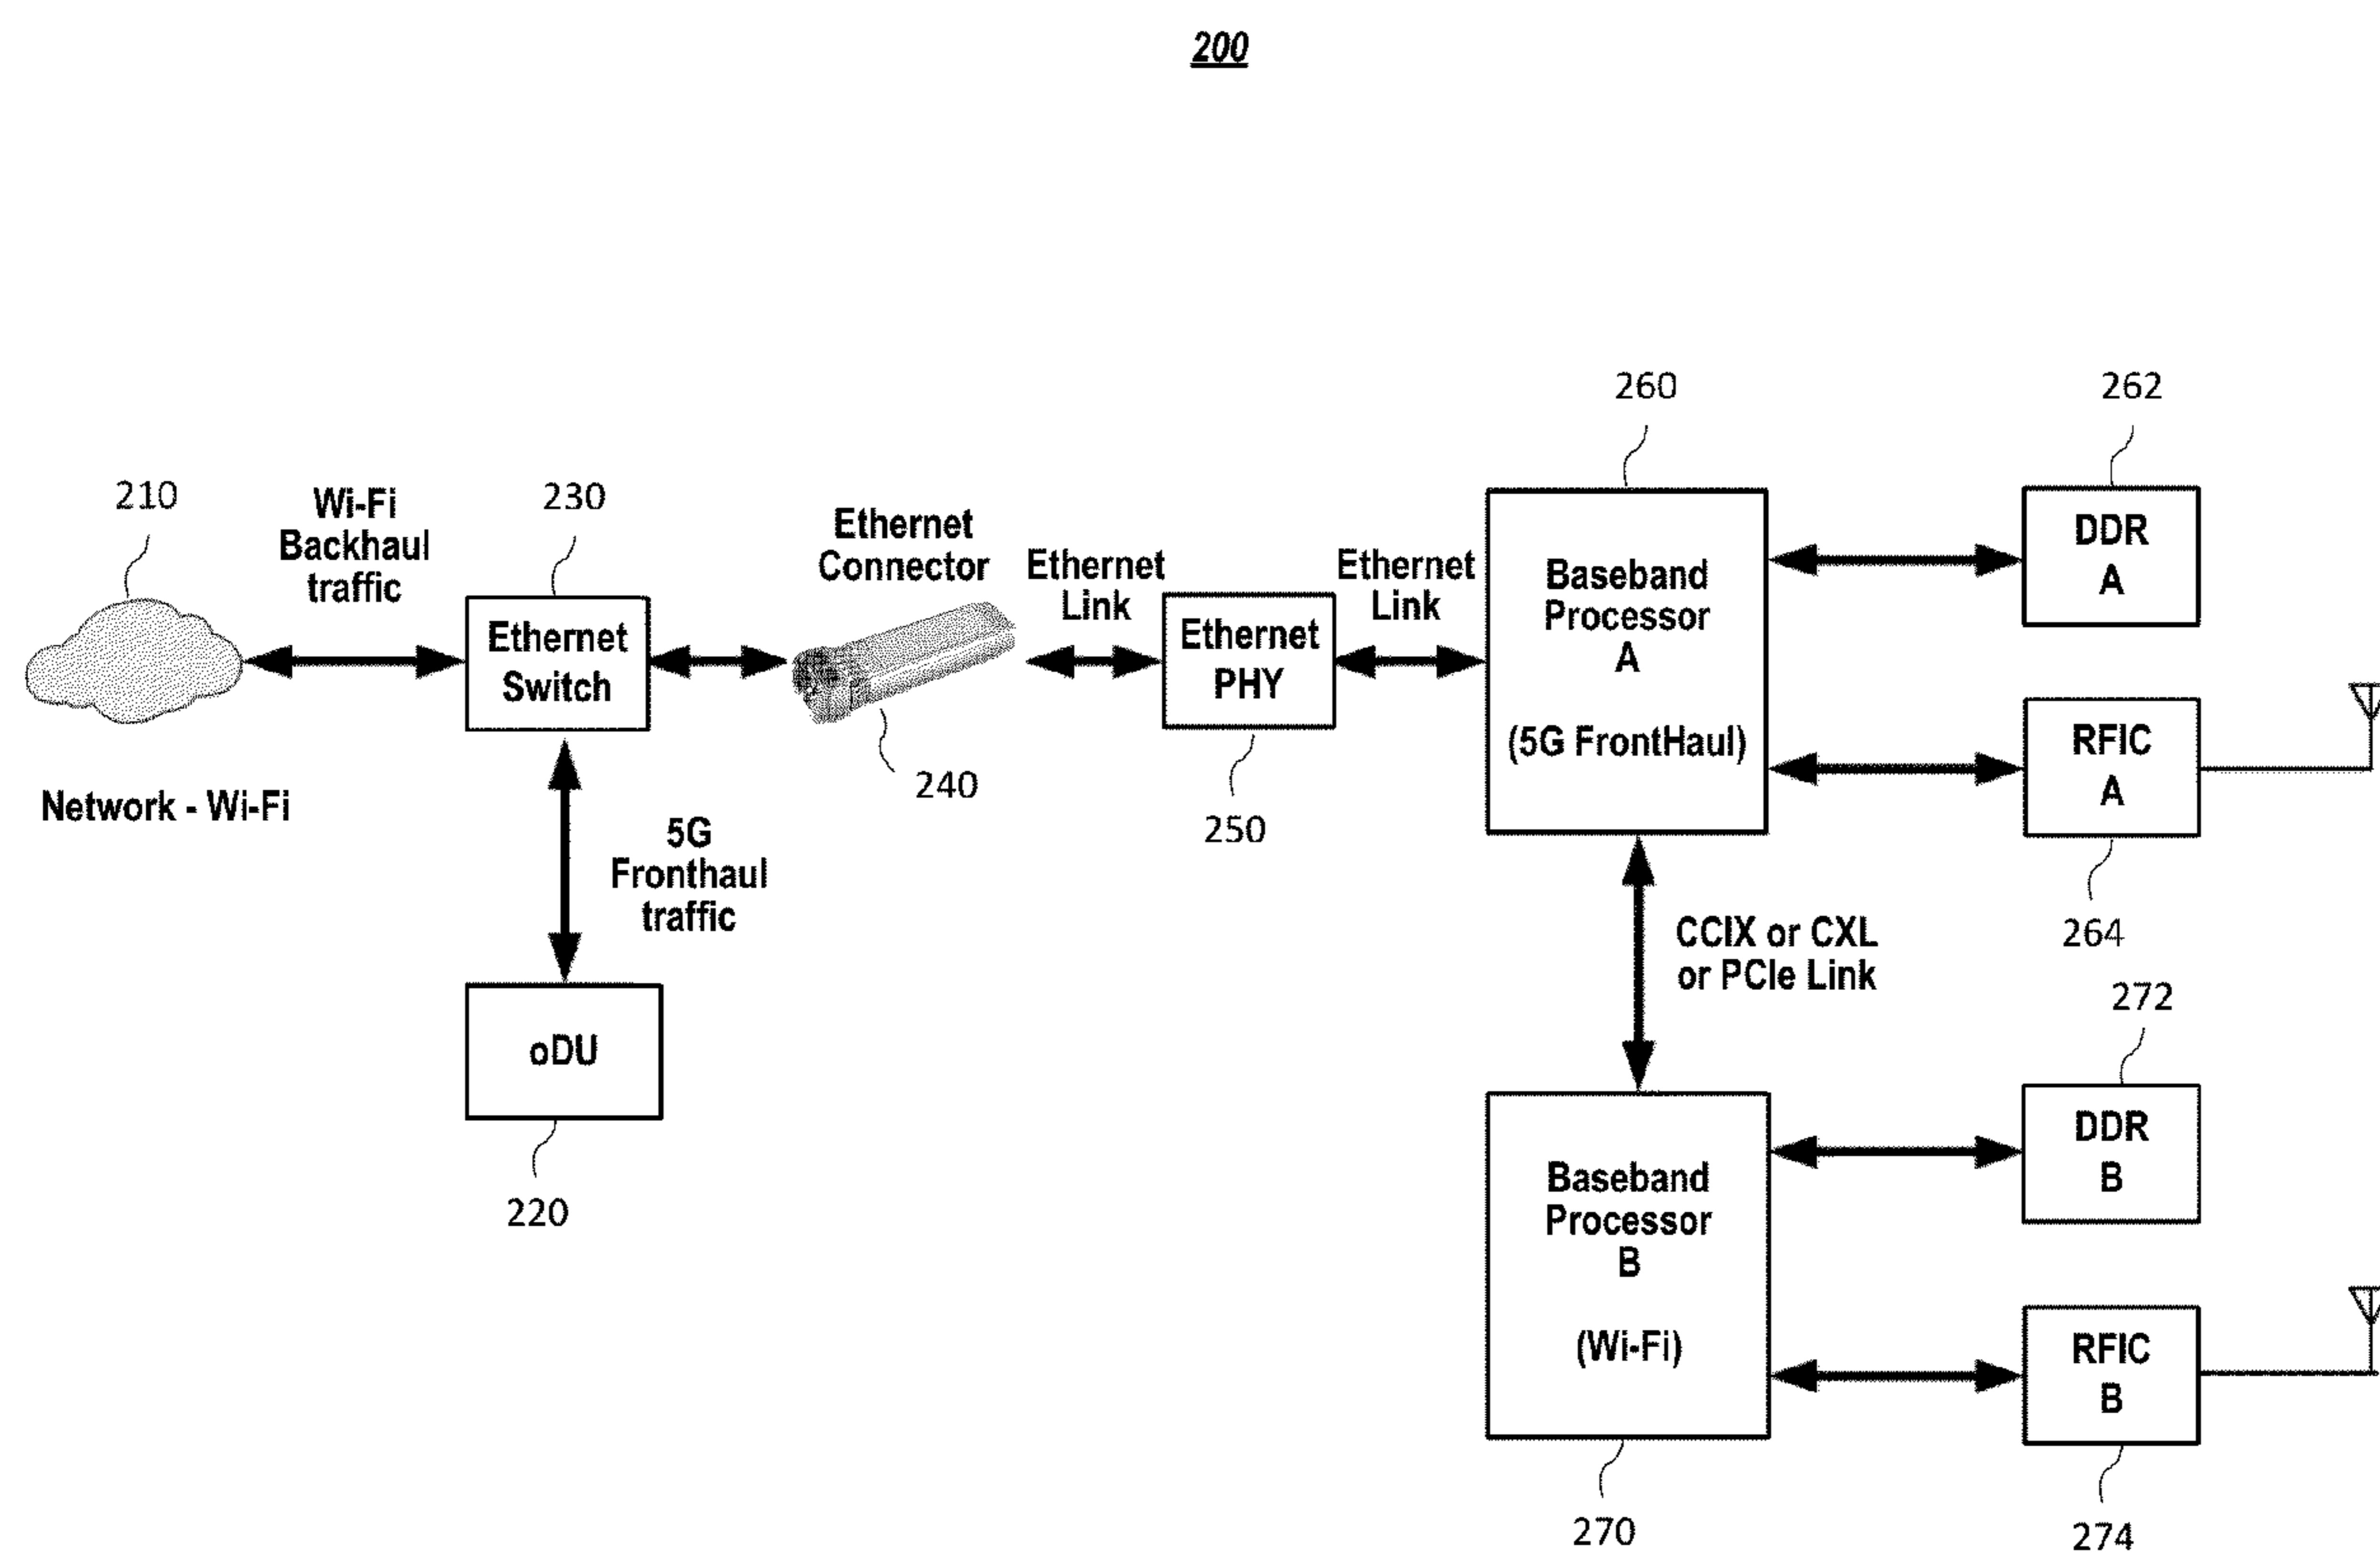 200
260
262
210
Wi-Fi
Backhaul
traffic
230
Ethernet
Connector
Ethernet
Link
Ethernet
Link
Ethernet
Switch
Ethernet
PHY
Baseband
Processor
A
(5G FrontHaul)
DDR
A
RFIC
A
Network - Wi-Fi
240
250
264
5G
Fronthaul
traffic
CCIX or CXL
or PCIe Link
272
oDU
220
Baseband
Processor
B
(Wi-Fi)
DDR
B
RFIC
B
270
274